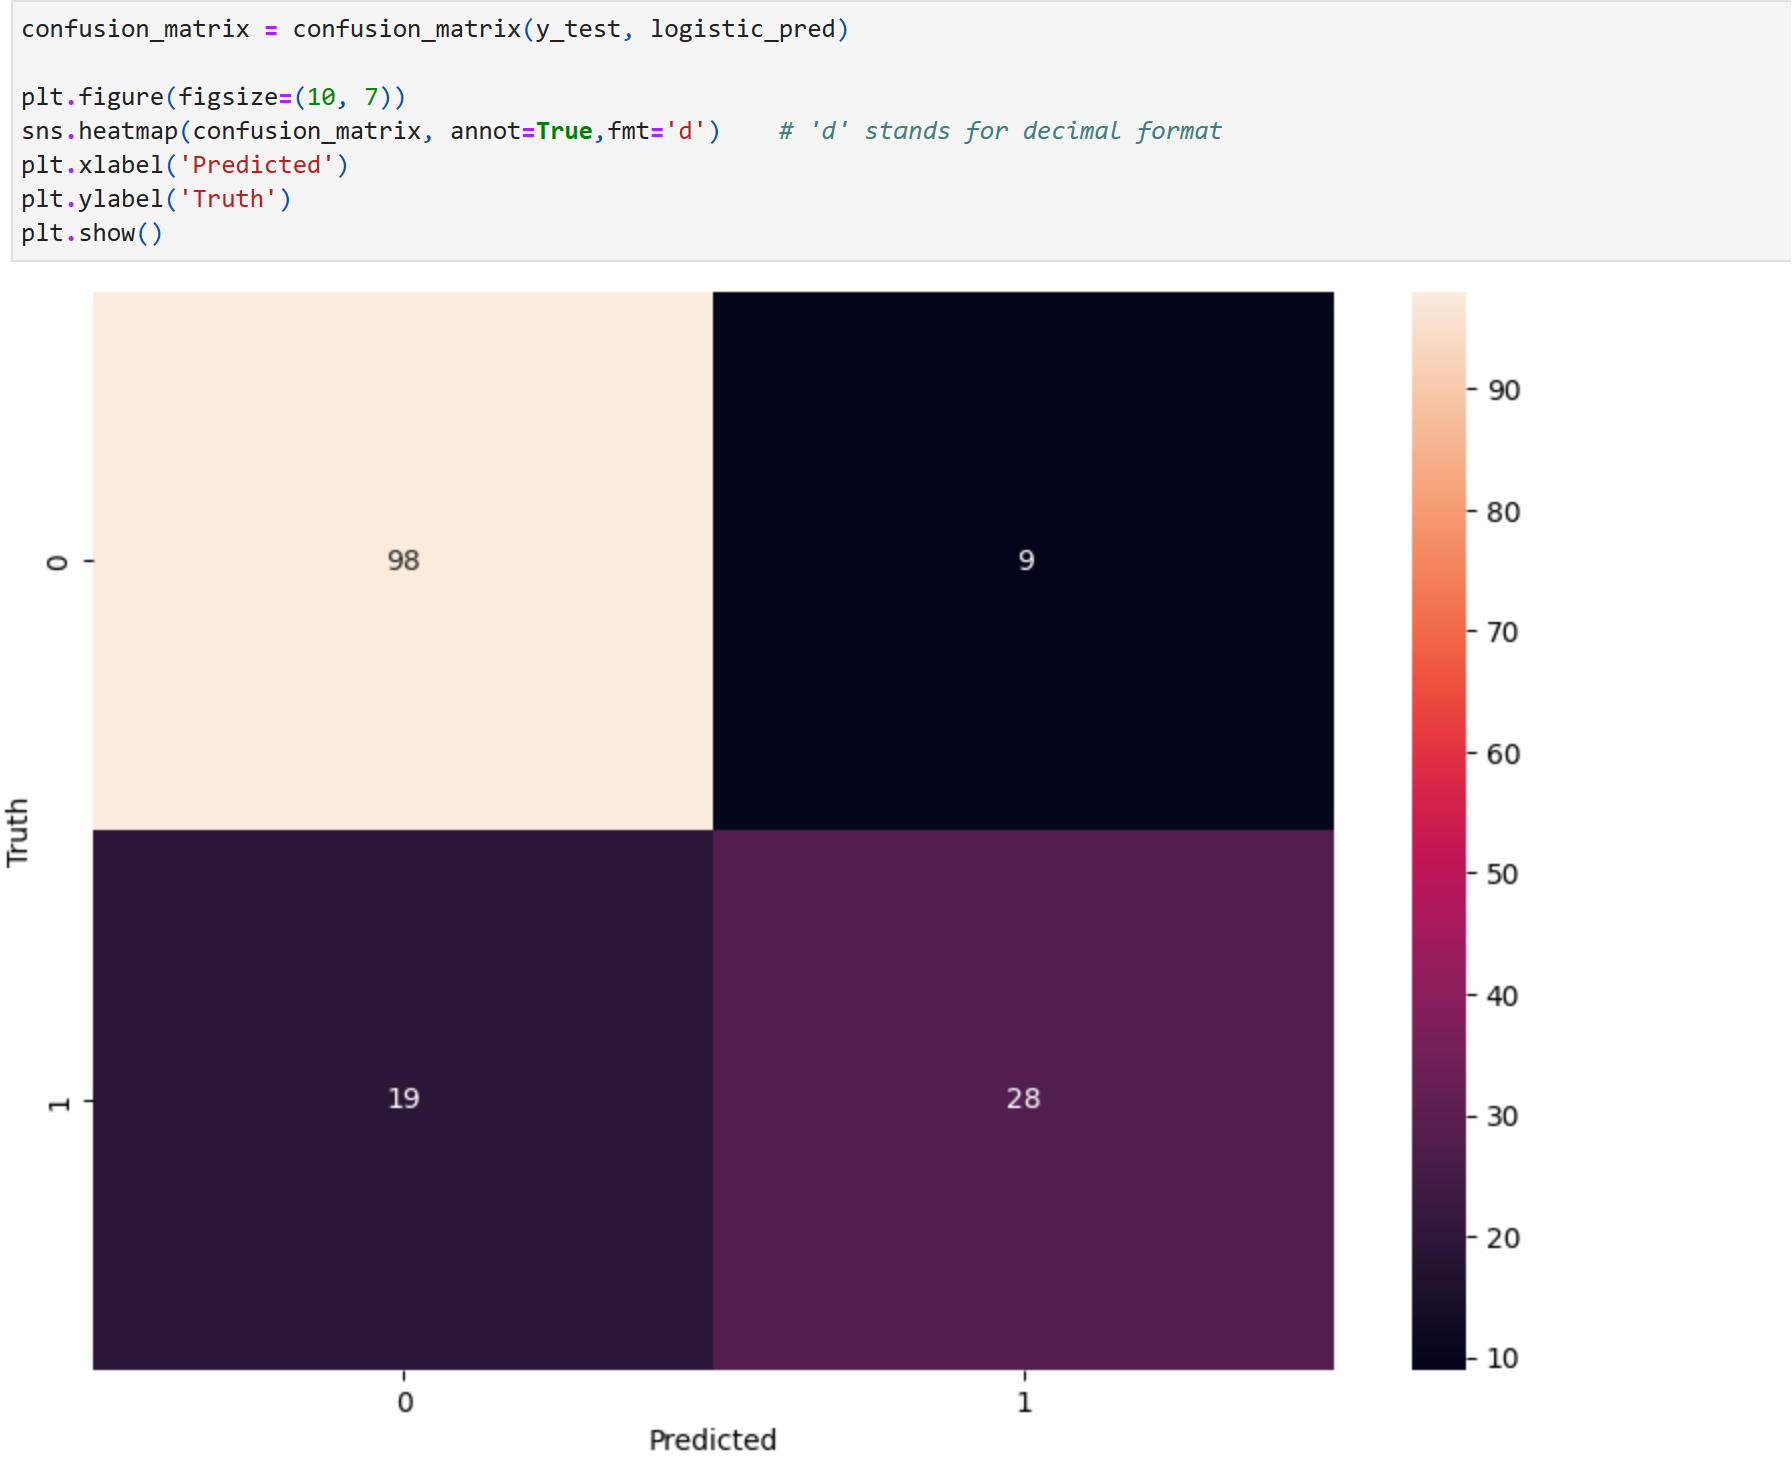 confusion_matrix = confusion_matrix(y_test, logistic_pred)
plt.figure(figsize=(10, 7))
sns.heatmap(confusion_matrix, annot=True,fmt='d')    # 'd' stands for decimal format
plt.xlabel('Predicted')
plt.ylabel('Truth')
plt.show()
90
80
70
60
50
40
30
20
10
0
98
9
Truth
1
19
28
0
1
Predicted